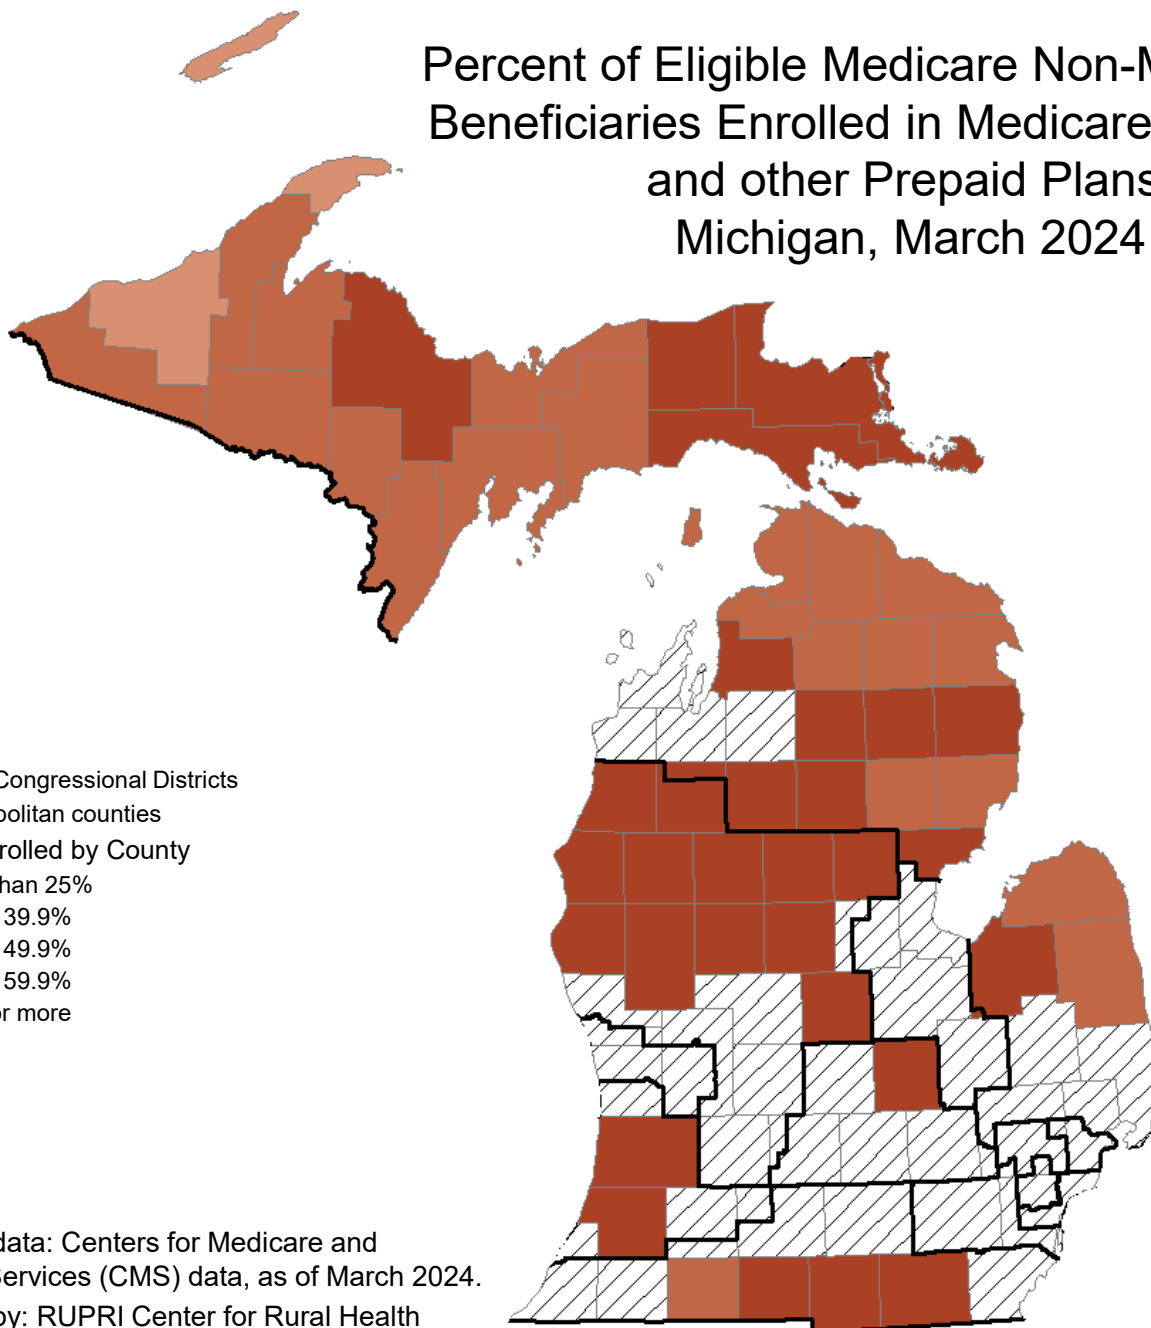 Percent of Eligible Medicare Non-M
Beneficiaries Enrolled in Medicare
and other Prepaid Plans
Michigan, March 2024
Congressional Districts
politan counties
rolled by County
han 25%
39.9%
49.9%
59.9%
or more
data: Centers for Medicare and
Services (CMS) data, as of March 2024.
by: RUPRI Center for Rural Health